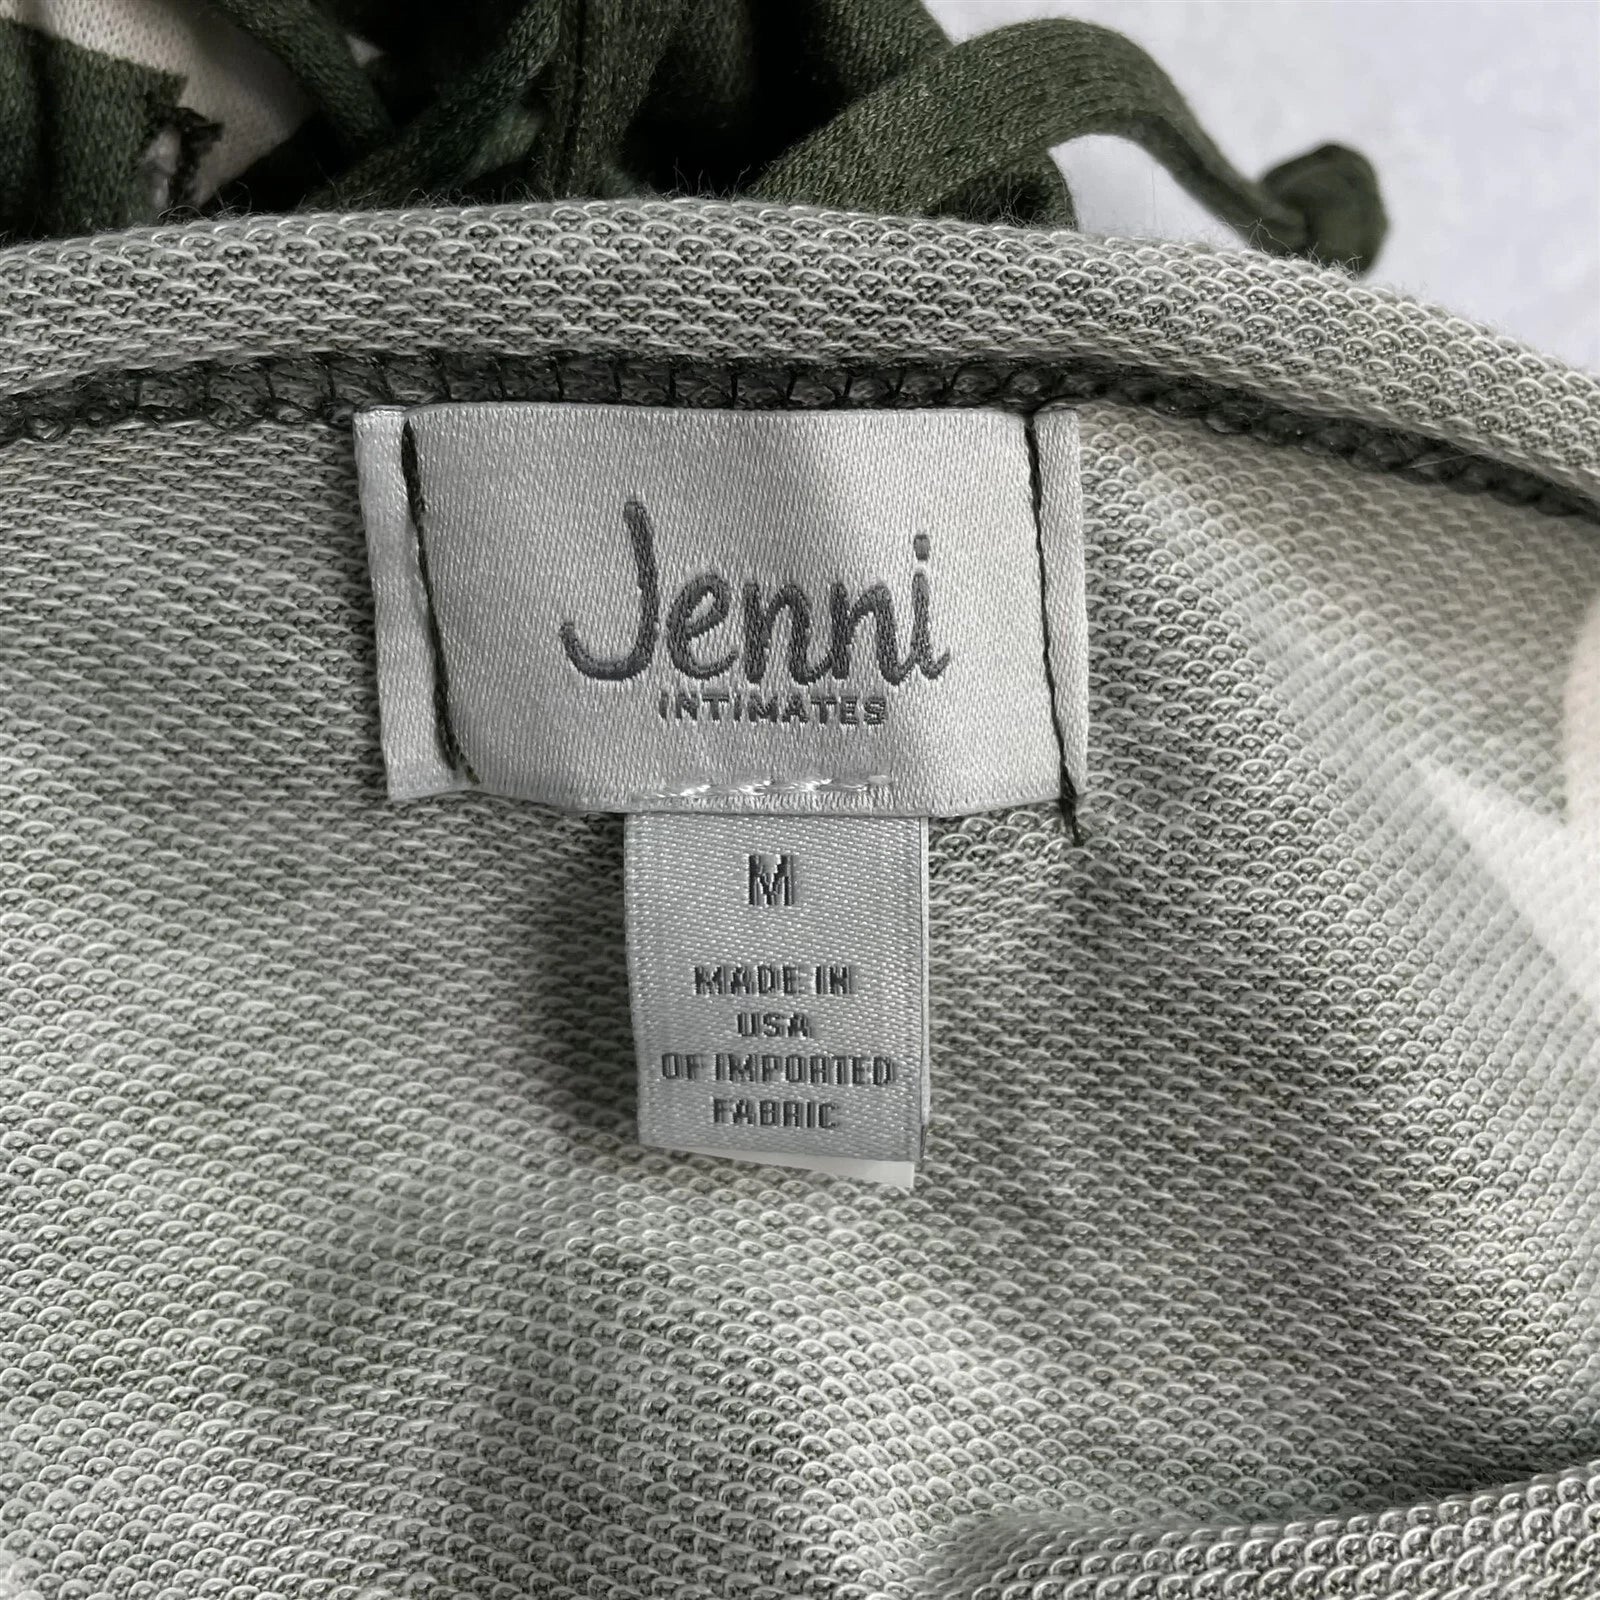 Jenni
INTIMATES
M
MADE IN
USA
OF IMPORTED
FABRIC